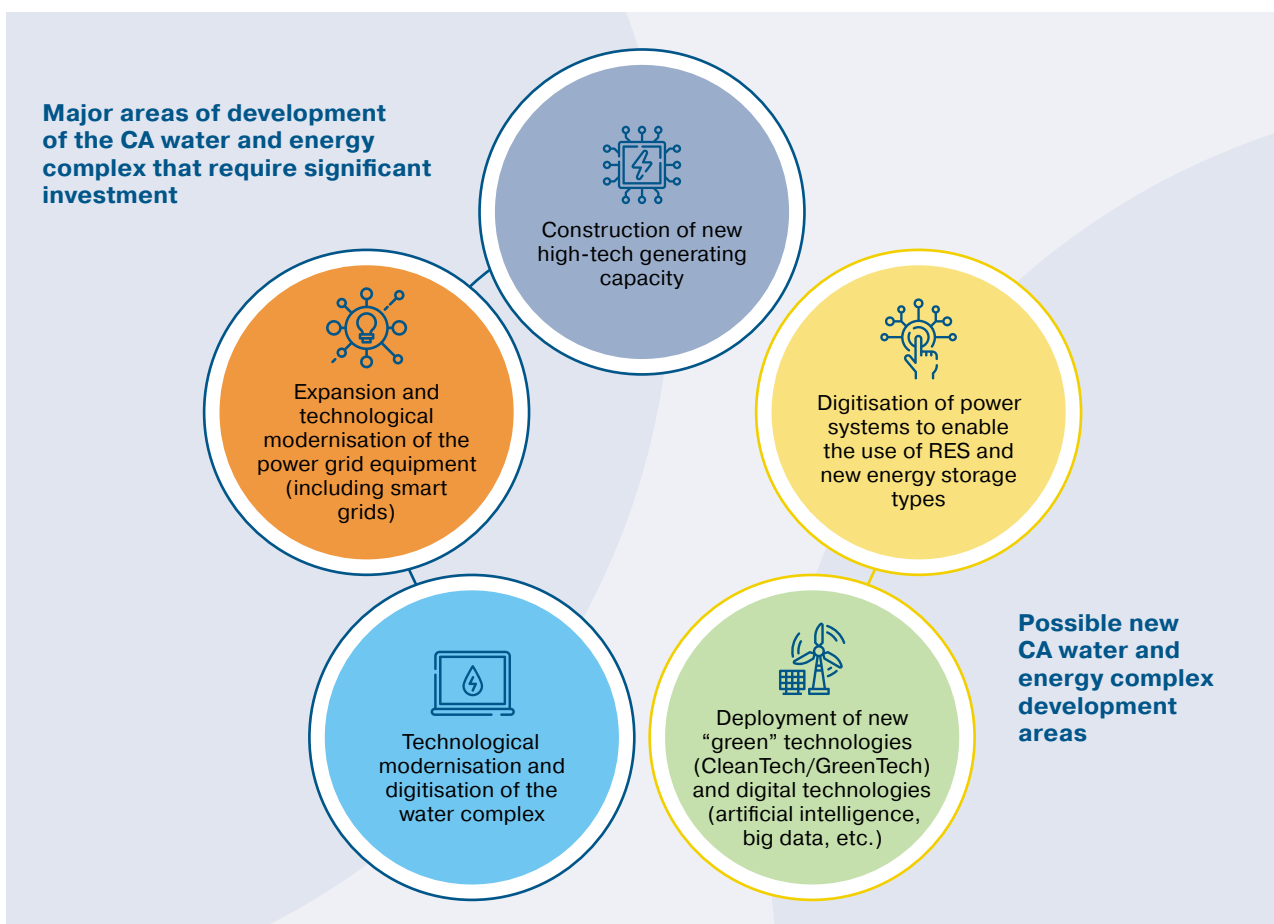 Major areas of development
of the CA water and energy
complex that require significant
investment
Construction of new
high-tech generating
capacity
Expansion and
technological
modernisation of the
power grid equipment
(including smart
grids)
Digitisation of power
systems to enable
the use of RES and
new energy storage
types
Technological
modernisation and
digitisation of the
water complex
Deployment of new
“green” technologies
(CleanTech/GreenTech)
and digital technologies
(artificial intelligence,
big data, etc.)
Possible new
CA water and
energy complex
development
areas